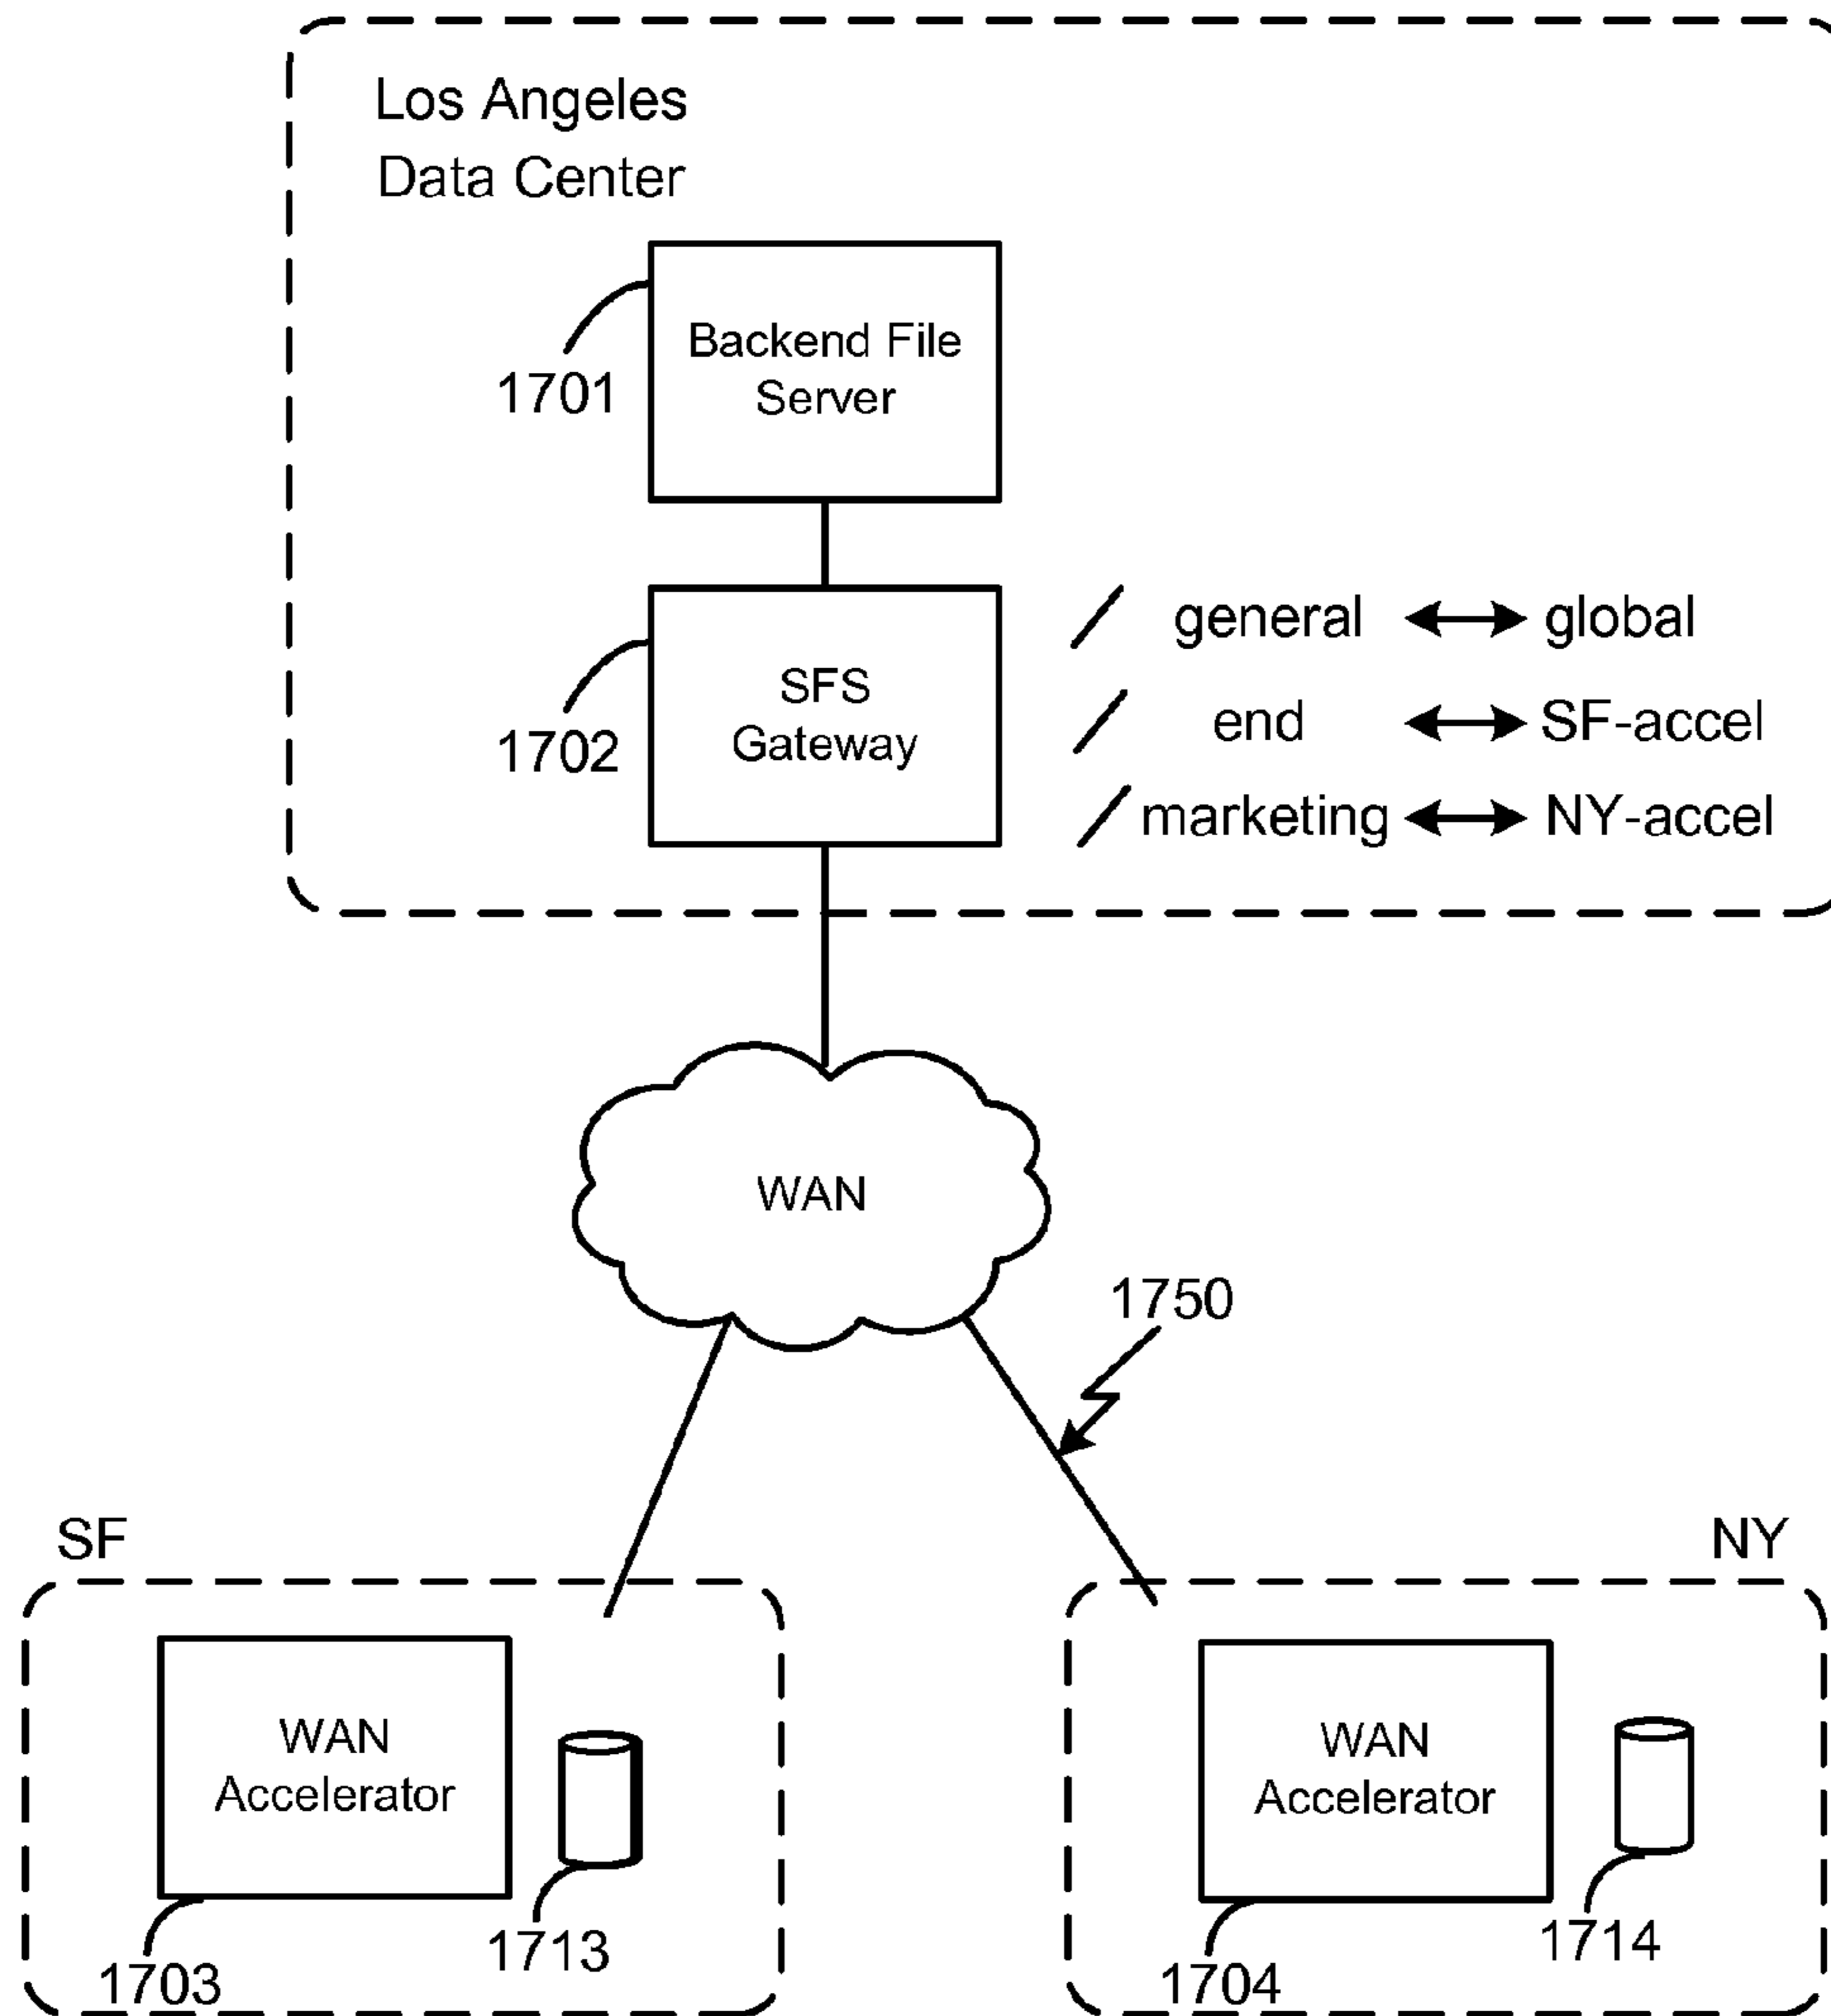 Los Angeles
Data Center
Backend File
Server
1701
SFS
Gateway
1702
/ general ↔ global
/ end ↔ SF-accel
/ marketing ↔ NY-accel
WAN
1750
SF
NY
WAN
Accelerator
1703
1713
WAN
Accelerator
1704
1714